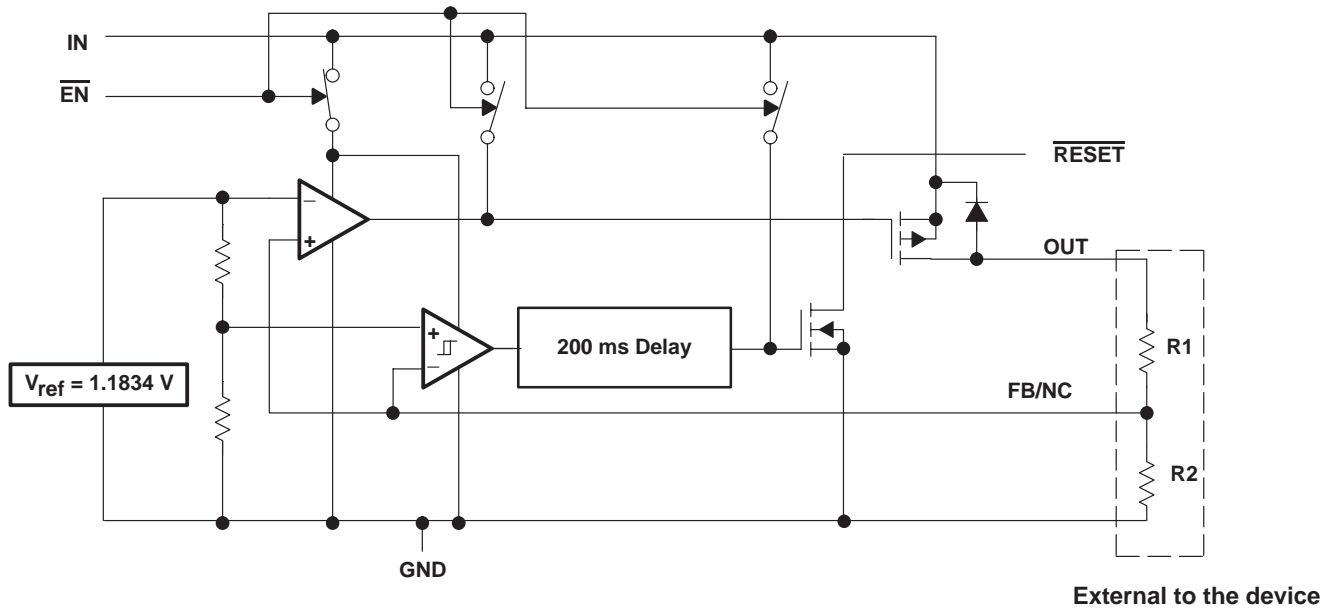 IN
EN
RESET
OUT
−
+
+
−
200 ms Delay
R1
Vref = 1.1834 V
FB/NC
R2
GND
External to the device